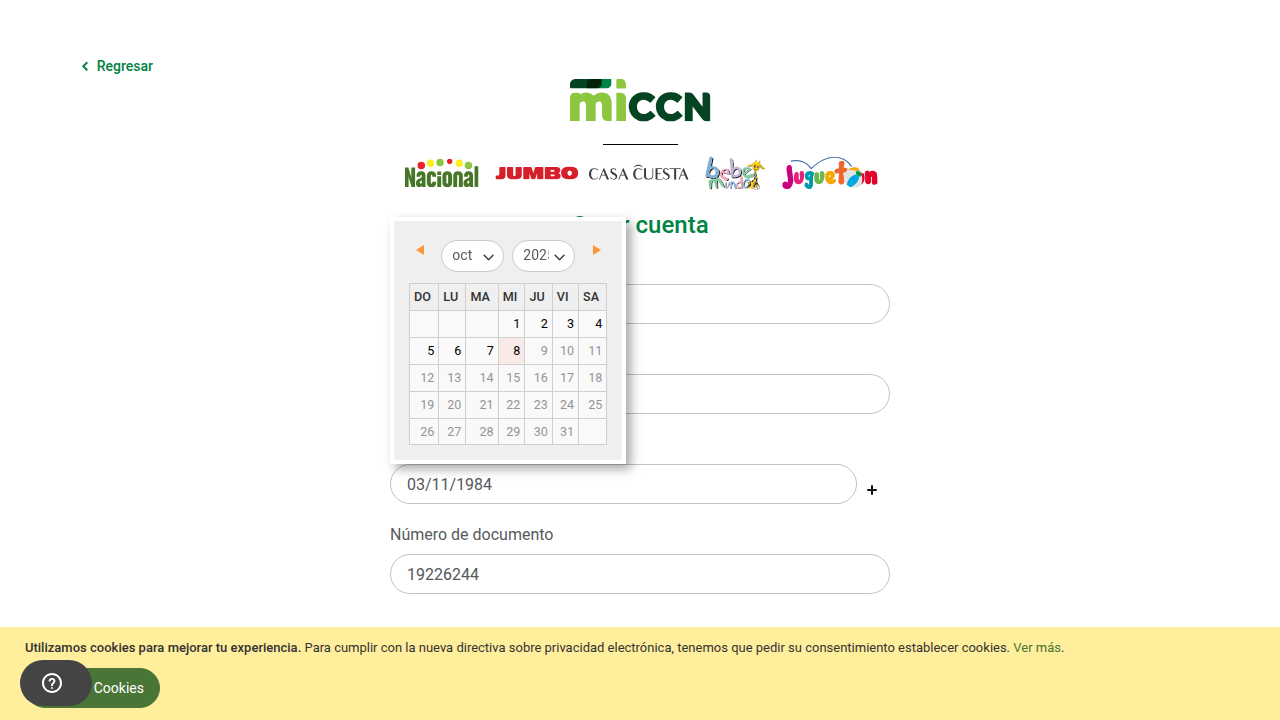 Regresar
miCCN
Nacional JUMBO CASA CUESTA bebe mundo Juguetón
cuenta
oct 202
DO LU MA MI JU VI SA
1 2 3 4
5 6 7 8 9 10 11
12 13 14 15 16 17 18
19 20 21 22 23 24 25
26 27 28 29 30 31
03/11/1984 +
Número de documento
19226244
Utilizamos cookies para mejorar tu experiencia. Para cumplir con la nueva directiva sobre privacidad electrónica, tenemos que pedir su consentimiento establecer cookies. Ver más.
Cookies